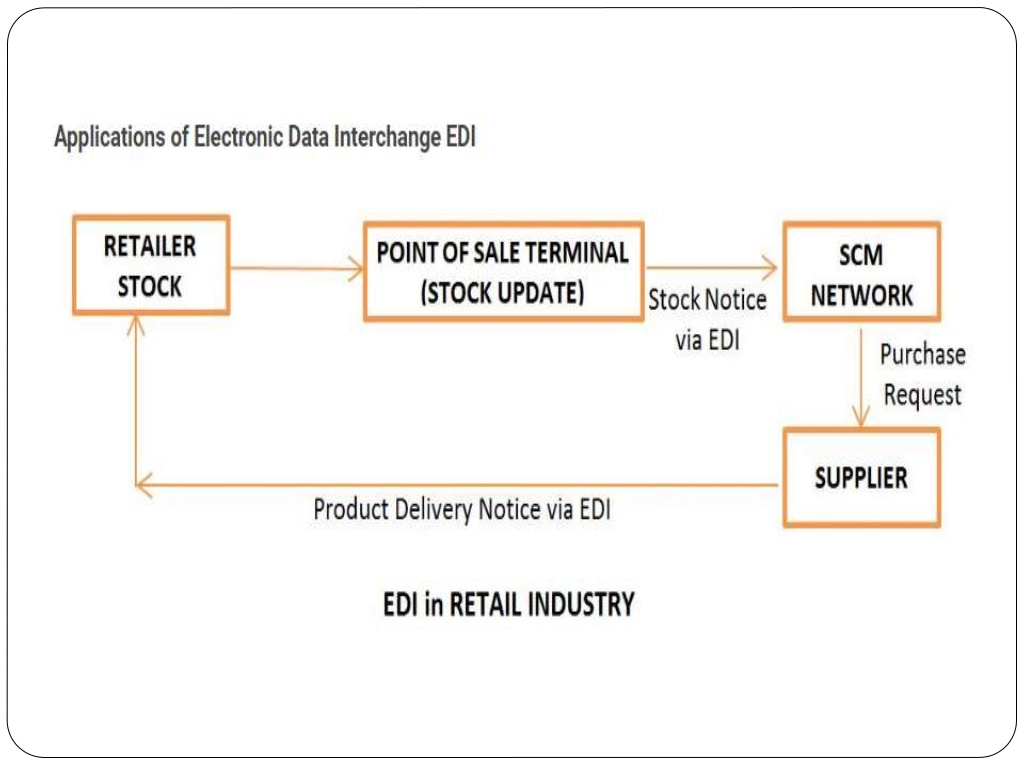 Applications of Electronic Data Interchange EDI
RETAILER
STOCK
POINT OF SALE TERMINAL
(STOCK UPDATE)
Stock Notice
via EDI
SCM
NETWORK
Purchase
Request
SUPPLIER
Product Delivery Notice via EDI
EDI in RETAIL INDUSTRY